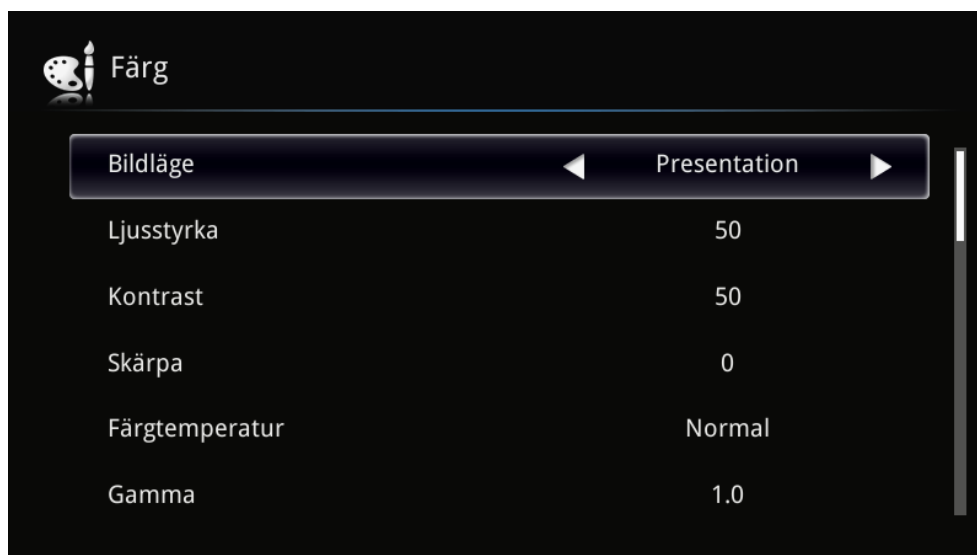 Färg
Bildläge Presentation
Ljusstyrka 50
Kontrast 50
Skärpa 0
Färgtemperatur Normal
Gamma 1.0